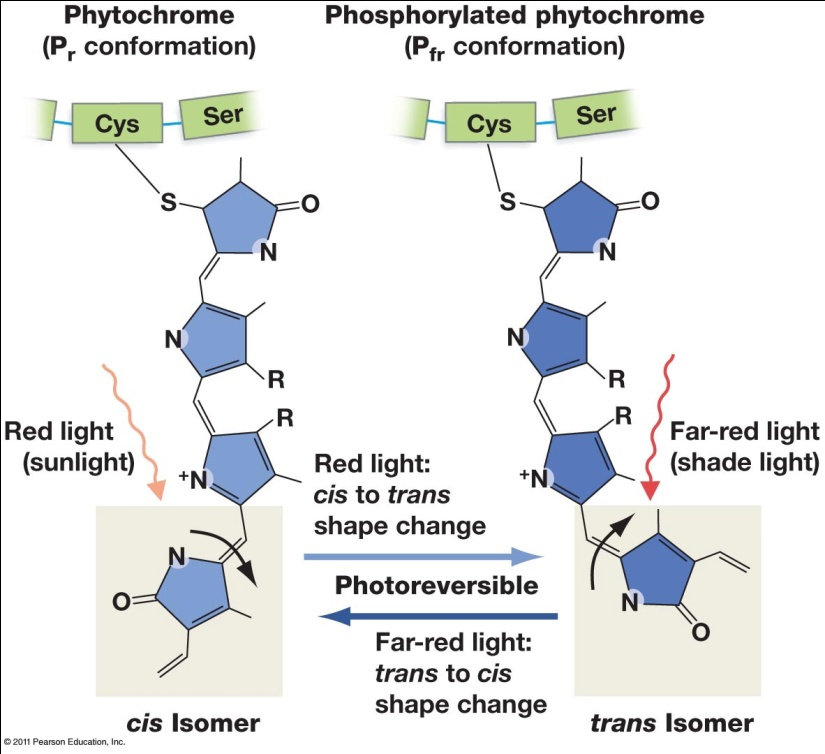 Phytochrome
(Pr conformation)
Phosphorylated phytochrome
(Pfr conformation)
Cys
Ser
S
O
N
N
R
R
+N
Red light
(sunlight)
N
O
cis Isomer
Red light:
cis to trans
shape change
Photoreversible
Far-red light:
trans to cis
shape change
Cys
Ser
S
O
N
N
R
R
+N
Far-red light
(shade light)
N
O
trans Isomer
© 2011 Pearson Education, Inc.